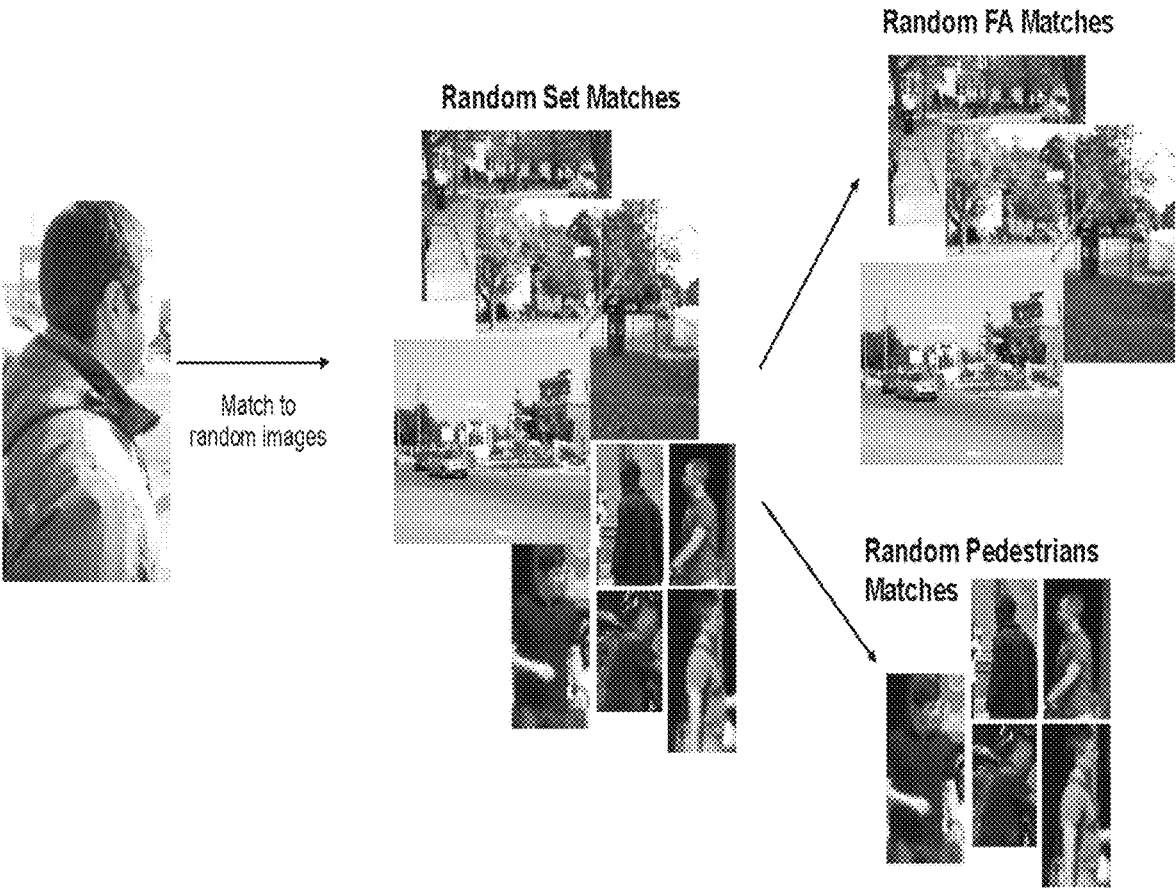 Random FA Matches
Random Set Matches
Match to
random images
Random Pedestrians
Matches